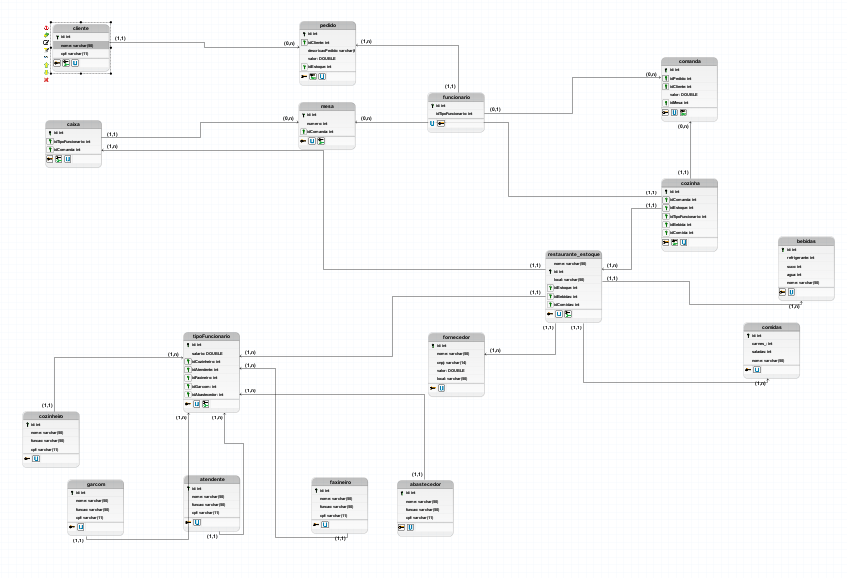 cliente
id: int
nome: varchar(80)
cpf: varchar(11)
(1,1)
(0,n)
pedido
id: int
idCliente: int
descricaoPedido: varchar(
valor: DOUBLE
idEstoque: int
(1,n)
(1,1)
mesa
id: int
numero: int
idComanda: int
(0,n)
(0,n)
caixa
id: int
idTipoFuncionario: int
idComanda: int
(1,1)
(1,n)
funcionario
id: int
idTipoFuncionario: int
(0,1)
comanda
id: int
idPedido: int
idCliente: int
valor: DOUBLE
idMesa: int
(0,n)
(0,n)
(1,1)
cozinha
id: int
idComanda: int
idEstoque: int
idTipoFuncionario: int
idBebida: int
idComida: int
(1,1)
(1,1)
bebidas
id: int
refrigerante: int
suco: int
agua: int
nome: varchar(80)
(1,n)
restaurante_estoque
nome: varchar(80)
id: int
local: varchar(80)
idEstoque: int
idBebidas: int
idComidas: int
(1,1)
(1,1)
(1,n)
(1,1)
(1,1)
(1,1)
comidas
id: int
carnes_: int
saladas: int
nome: varchar(80)
(1,n)
tipoFuncionario
id: int
salario: DOUBLE
idCozinheiro: int
idAtendente: int
idFaxineiro: int
idGarcom: int
idAbastecedor: int
(1,n)
(1,n)
(1,n)
(1,n)
(1,n)
(1,n)
fornecedor
id: int
nome: varchar(80)
cnpj: varchar(14)
valor: DOUBLE
local: varchar(80)
(1,n)
cozinheiro
id: int
nome: varchar(80)
funcao: varchar(80)
cpf: varchar(11)
(1,1)
garcom
id: int
nome: varchar(80)
funcao: varchar(80)
cpf: varchar(11)
(1,1)
atendente
id: int
nome: varchar(80)
funcao: varchar(80)
cpf: varchar(11)
(1,1)
faxineiro
id: int
nome: varchar(80)
funcao: varchar(80)
cpf: varchar(11)
(1,1)
abastecedor
id: int
nome: varchar(80)
funcao: varchar(80)
cpf: varchar(11)
(1,1)